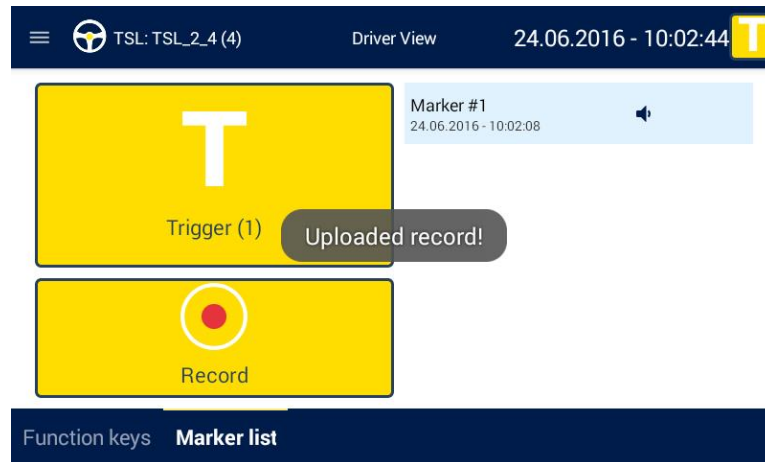 TSL: TSL_2_4 (4) Driver View 24.06.2016 - 10:02:44 T
T
Trigger (1)
Marker #1
24.06.2016 - 10:02:08
Uploaded record!
Record
Function keys Marker list